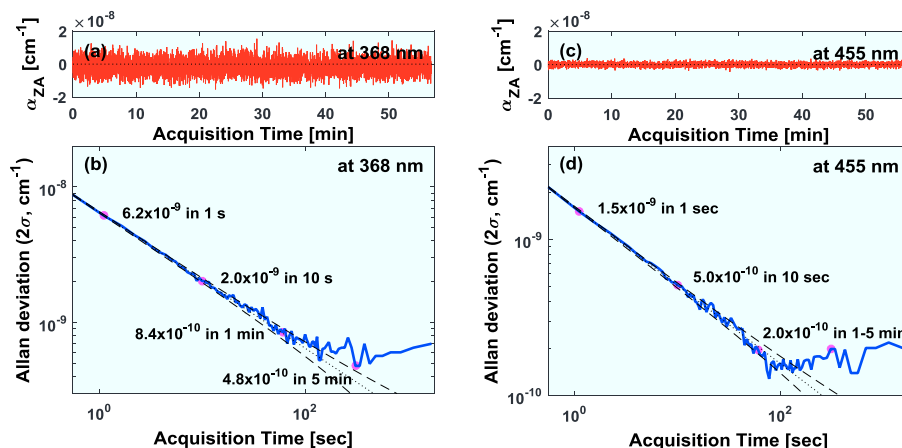 2 ×10⁻⁸
(a)
at 368 nm
0
-2
α_ZA [cm⁻¹]
0 10 20 30 40 50
Acquisition Time [min]
(b)
at 368 nm
10⁻⁸
10⁻⁹
Allan deviation (2σ, cm⁻¹)
6.2x10⁻⁹ in 1 s
2.0x10⁻⁹ in 10 s
8.4x10⁻¹⁰ in 1 min
4.8x10⁻¹⁰ in 5 min
10⁰ 10²
Acquisition Time [sec]
2 ×10⁻⁸
(c)
at 455 nm
0
-2
α_ZA [cm⁻¹]
0 10 20 30 40 50
Acquisition Time [min]
(d)
at 455 nm
10⁻⁹
10⁻¹⁰
Allan deviation (2σ, cm⁻¹)
1.5x10⁻⁹ in 1 sec
5.0x10⁻¹⁰ in 10 sec
2.0x10⁻¹⁰ in 1-5 min
10⁰ 10²
Acquisition Time [sec]